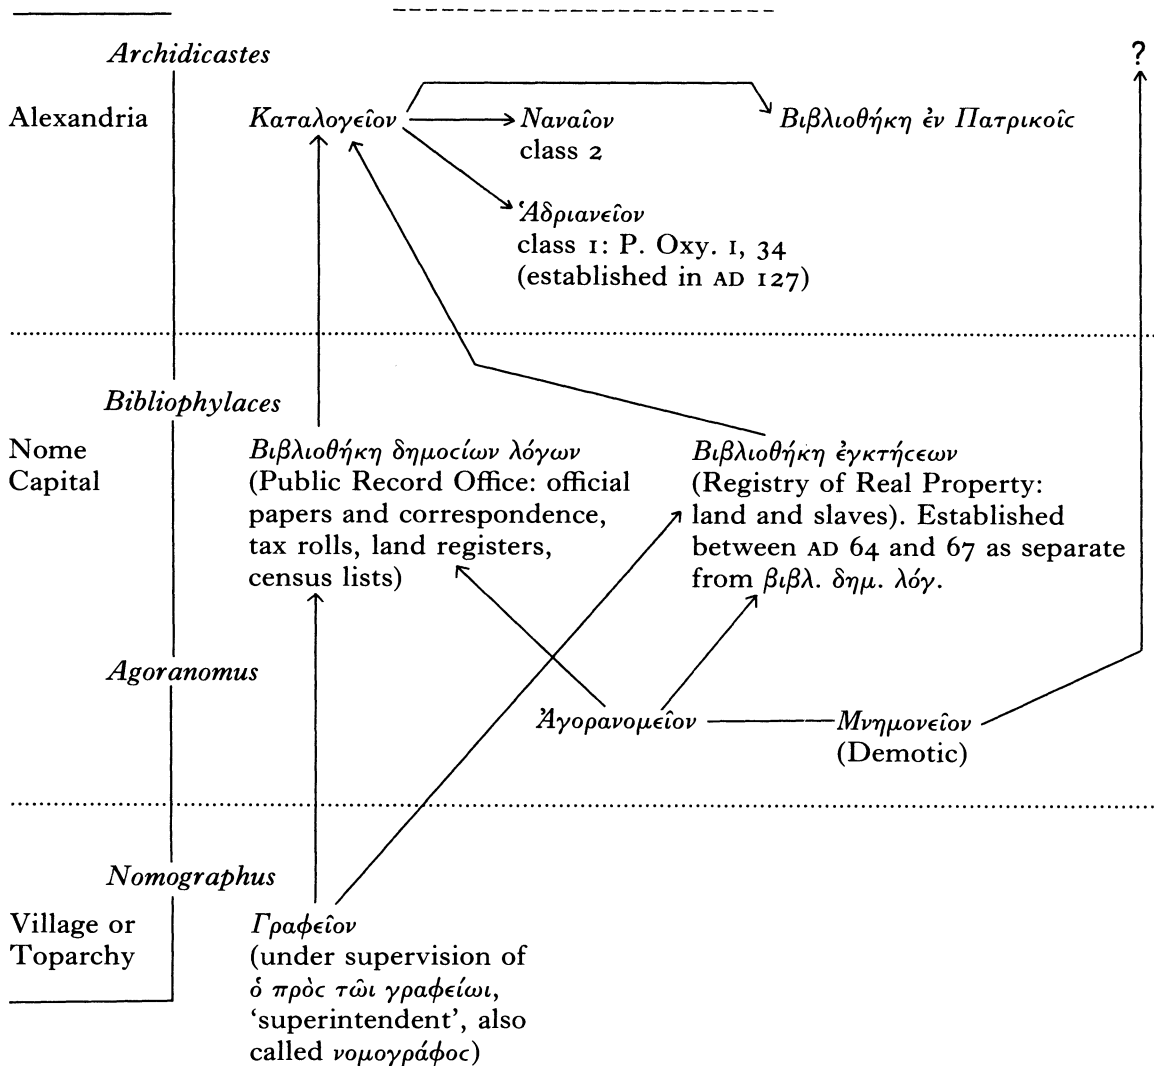 Archidicastes
?
Alexandria
Καταλογεῖον
Ναναῖον
class 2
Βιβλιοθήκη ἐν Πατρικοῖϲ
Ἁδριανεῖον
class 1: P. Oxy. 1, 34
(established in AD 127)
Bibliophylaces
Nome
Capital
Βιβλιοθήκη δημοϲίων λόγων
(Public Record Office: official
papers and correspondence,
tax rolls, land registers,
census lists)
Βιβλιοθήκη ἐγκτήϲεων
(Registry of Real Property:
land and slaves). Established
between AD 64 and 67 as separate
from βιβλ. δημ. λόγ.
Agoranomus
Ἀγορανομεῖον
Μνημονεῖον
(Demotic)
Nomographus
Village or
Toparchy
Γραφεῖον
(under supervision of
ὁ πρὸϲ τῶι γραφείωι,
‘superintendent’, also
called νομογράφοϲ)